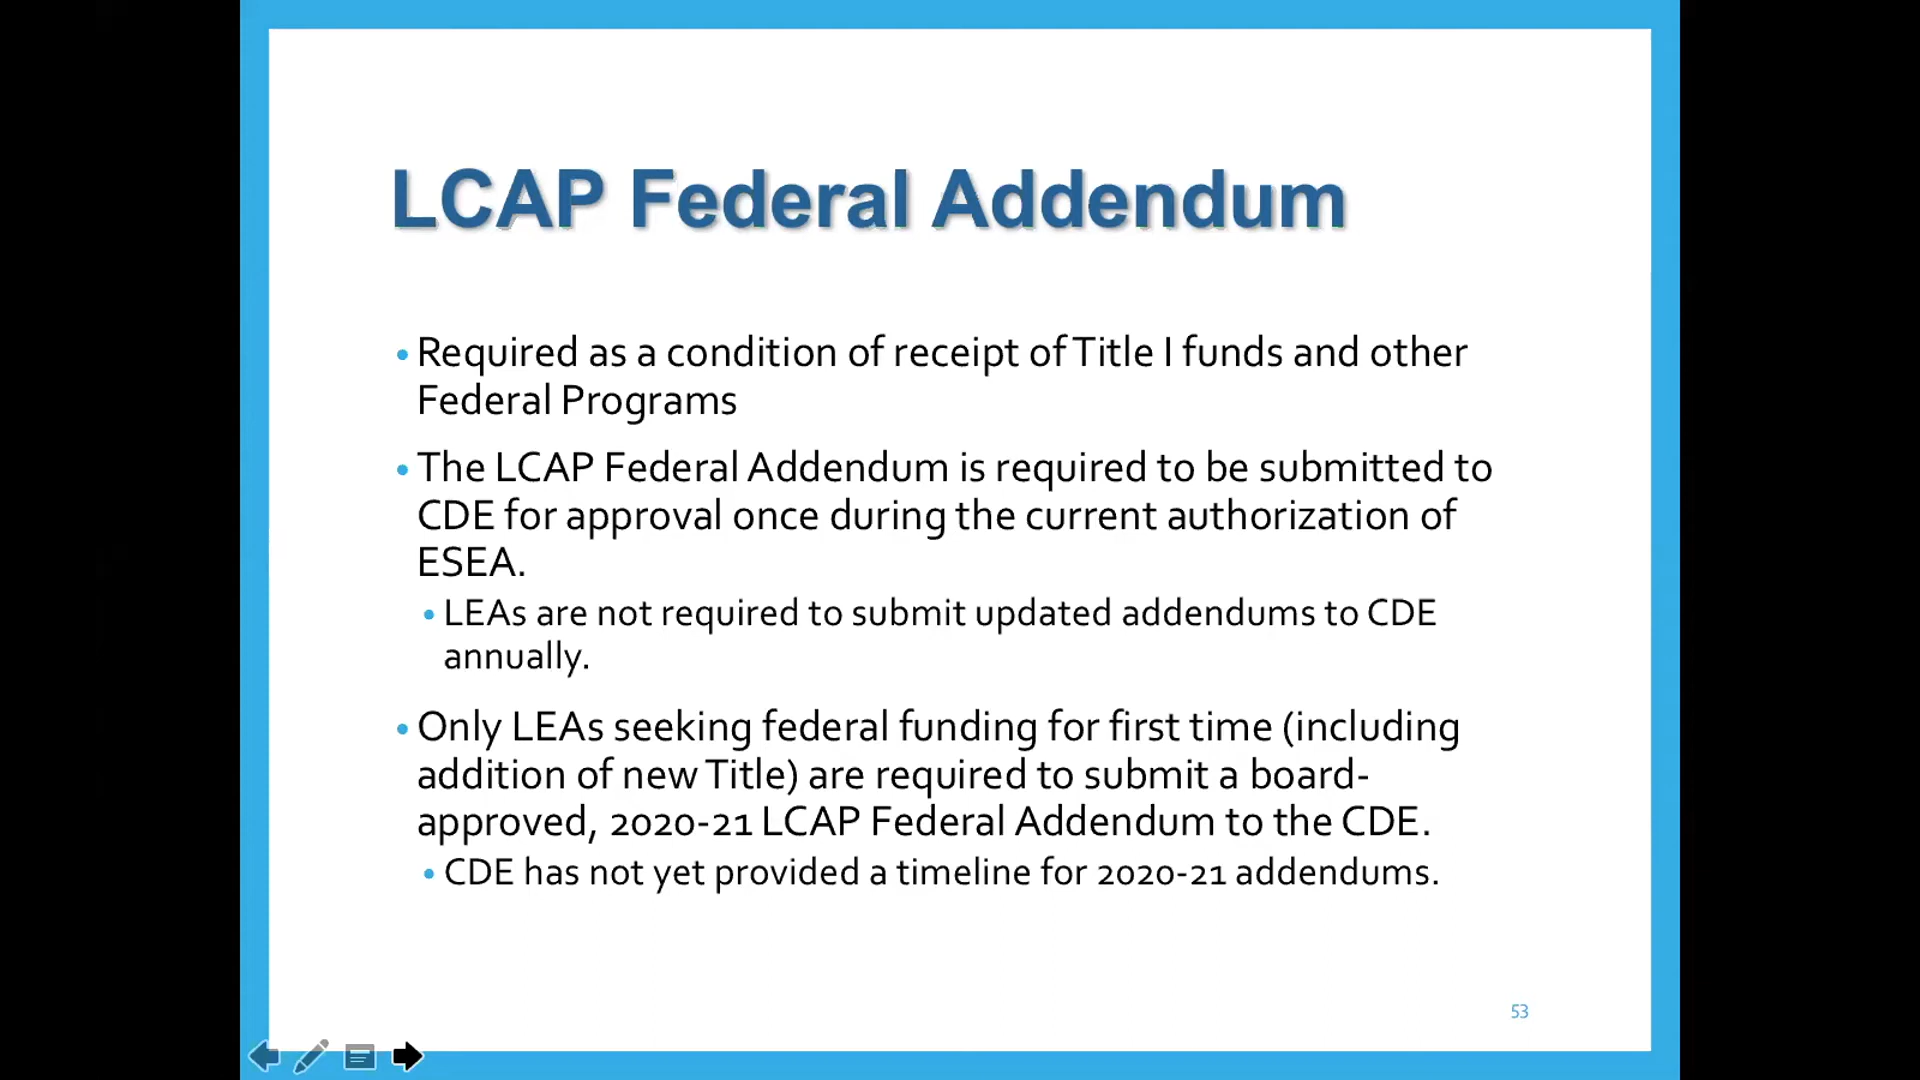 LCAP Federal Addendum
• Required as a condition of receipt of Title I funds and other
Federal Programs
• The LCAP Federal Addendum is required to be submitted to
CDE for approval once during the current authorization of
ESEA.
• LEAs are not required to submit updated addendums to CDE
annually.
• Only LEAs seeking federal funding for first time (including
addition of new Title) are required to submit a board-
approved, 2020-21 LCAP Federal Addendum to the CDE.
• CDE has not yet provided a timeline for 2020-21 addendums.
53